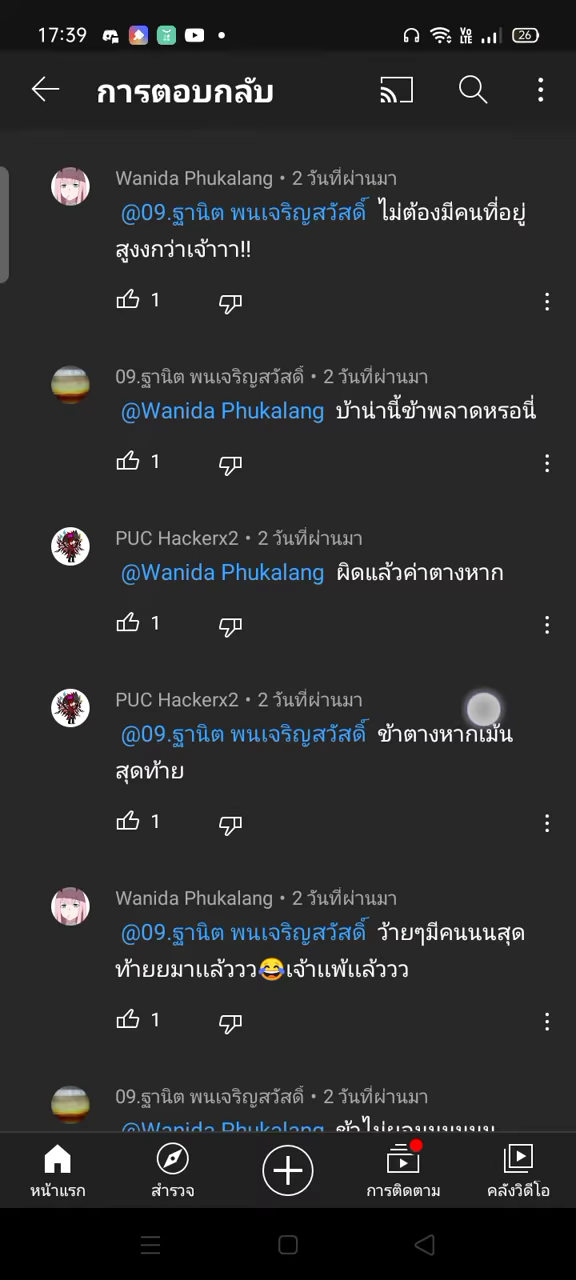 17:39
VO LTE
26
การตอบกลับ
Wanida Phukalang • 2 วันที่ผ่านมา
@09.ฐานิต พนเจริญสวัสดิ์ ไม่ต้องมีคนที่อยู่
สูงงกว่าเจ้าาา!!
1
09.ฐานิต พนเจริญสวัสดิ์ • 2 วันที่ผ่านมา
@Wanida Phukalang บ้าน่านี้ข้าพลาดหรอนี่
1
PUC Hackerx2 • 2 วันที่ผ่านมา
@Wanida Phukalang ผิดแล้วค่าตางหาก
1
PUC Hackerx2 • 2 วันที่ผ่านมา
@09.ฐานิต พนเจริญสวัสดิ์ ข้าตางหากเม้น
สุดท้าย
1
Wanida Phukalang • 2 วันที่ผ่านมา
@09.ฐานิต พนเจริญสวัสดิ์ ว้ายๆมีคนนนสุด
ท้ายยมาแล้ววว😂เจ้าแพ้แล้ววว
1
09.ฐานิต พนเจริญสวัสดิ์ • 2 วันที่ผ่านมา
@Wanida Phukalang
หน้าแรก
สำรวจ
การติดตาม
คลังวิดีโอ